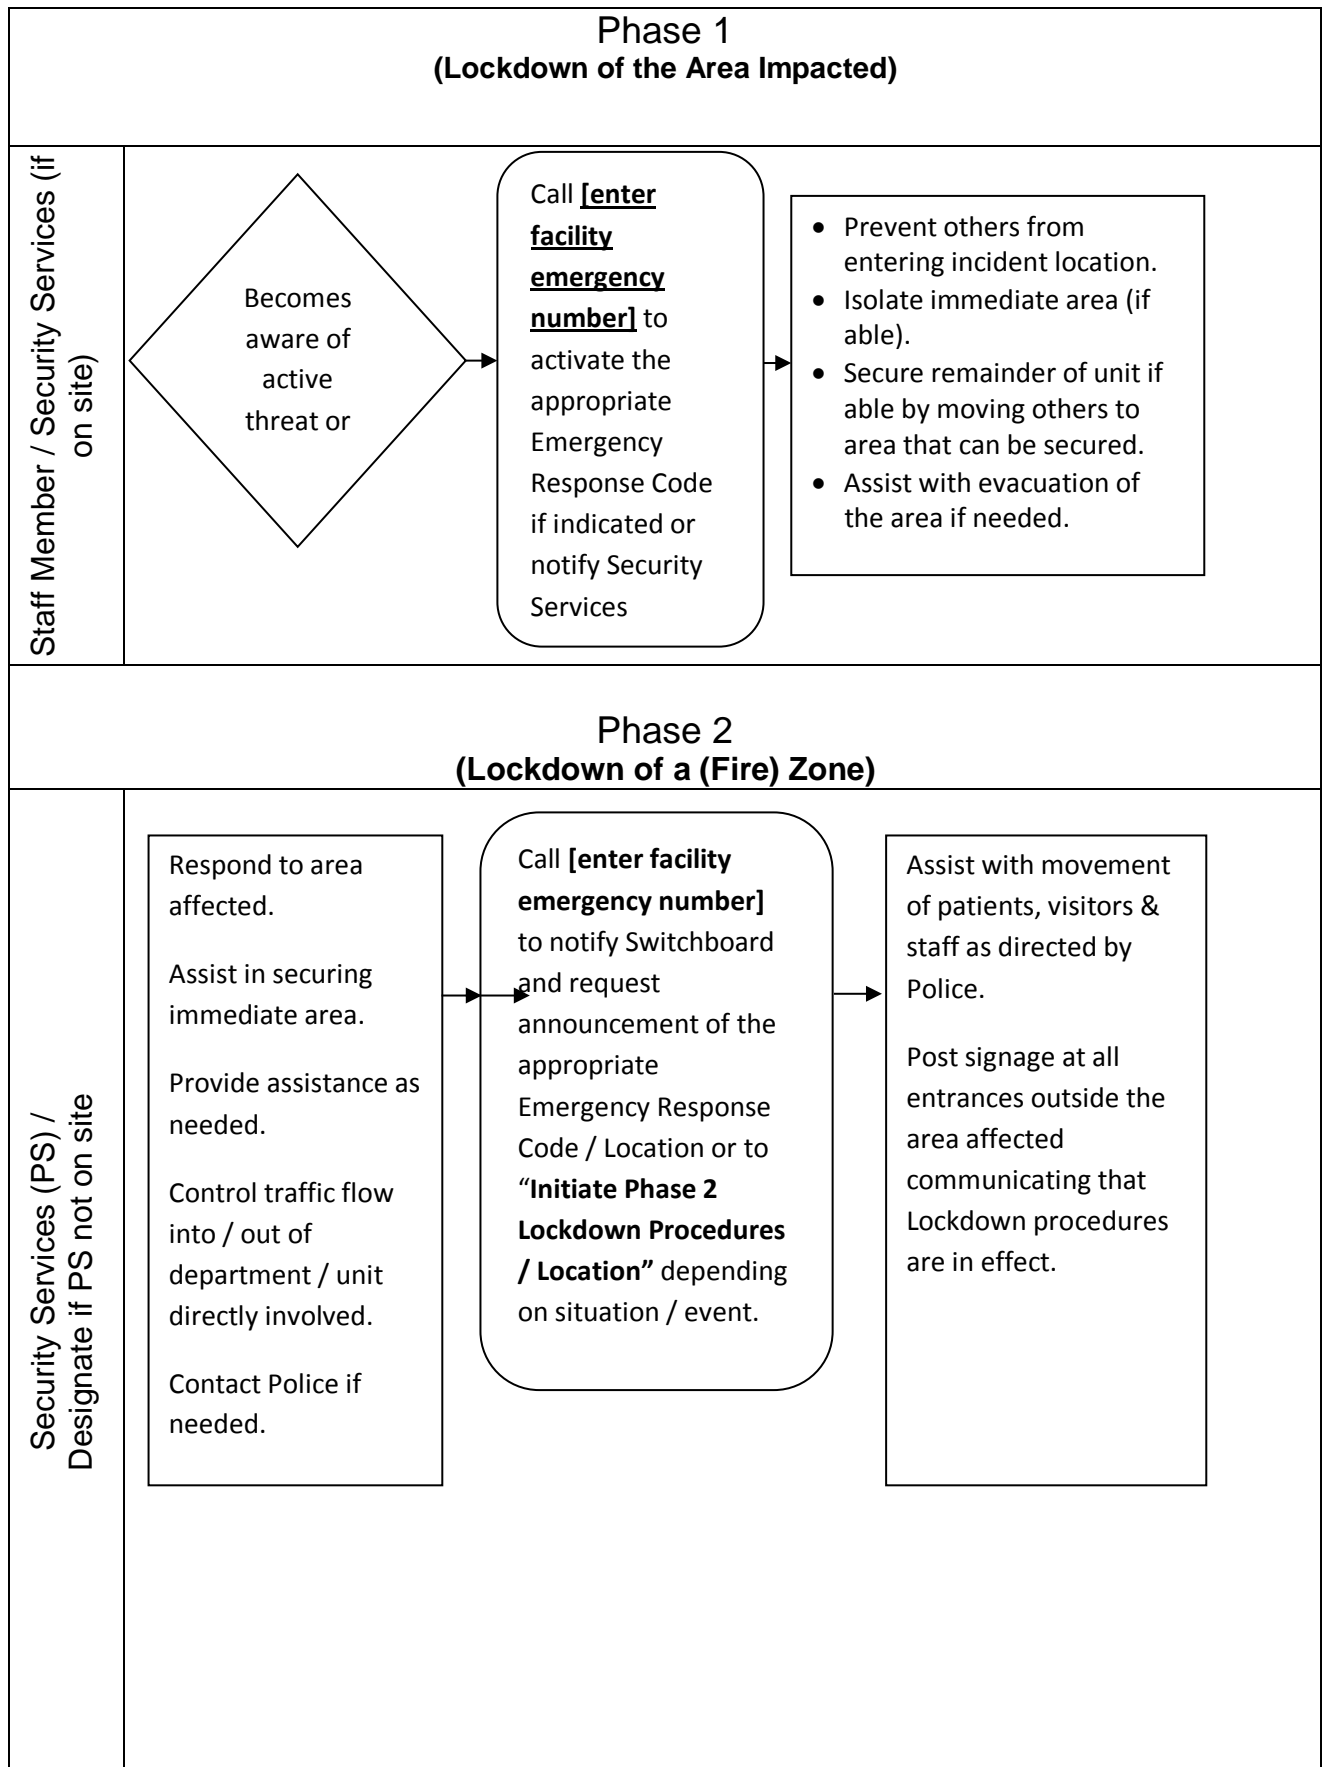 Phase 1
(Lockdown of the Area Impacted)
Staff Member / Security Services (if
on site)
Becomes
aware of
active
threat or
Call [enter
facility
emergency
number] to
activate the
appropriate
Emergency
Response Code
if indicated or
notify Security
Services
• Prevent others from
entering incident location.
• Isolate immediate area (if
able).
• Secure remainder of unit if
able by moving others to
area that can be secured.
• Assist with evacuation of
the area if needed.
Phase 2
(Lockdown of a (Fire) Zone)
Security Services (PS) /
Designate if PS not on site
Respond to area
affected.
Assist in securing
immediate area.
Provide assistance as
needed.
Control traffic flow
into / out of
department / unit
directly involved.
Contact Police if
needed.
Call [enter facility
emergency number]
to notify Switchboard
and request
announcement of the
appropriate
Emergency Response
Code / Location or to
“Initiate Phase 2
Lockdown Procedures
/ Location” depending
on situation / event.
Assist with movement
of patients, visitors &
staff as directed by
Police.
Post signage at all
entrances outside the
area affected
communicating that
Lockdown procedures
are in effect.